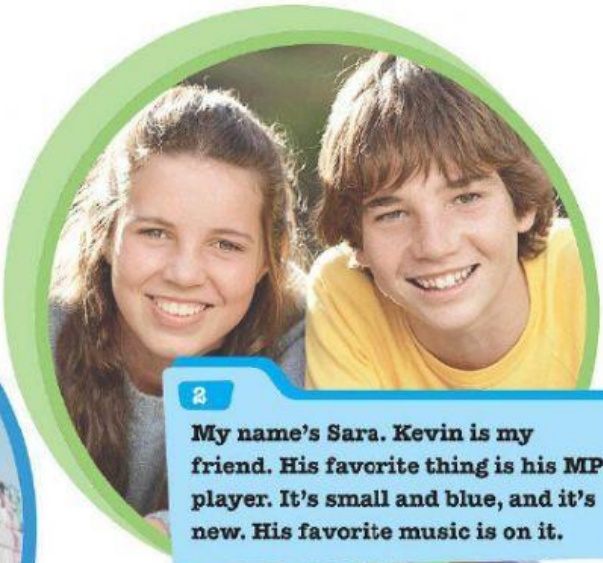 2
My name's Sara. Kevin is my
friend. His favorite thing is his MP
player. It's small and blue, and it's
new. His favorite music is on it.